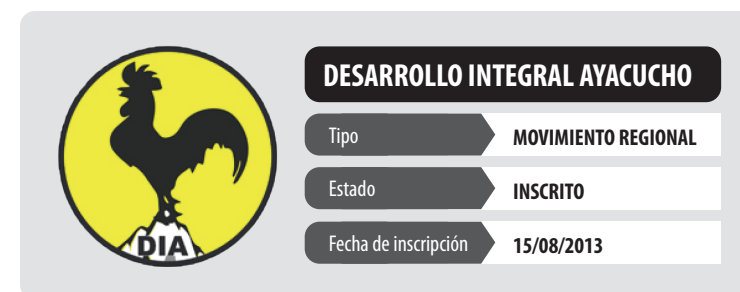 DIA
DESARROLLO INTEGRAL AYACUCHO
Tipo MOVIMIENTO REGIONAL
Estado INSCRITO
Fecha de inscripción 15/08/2013